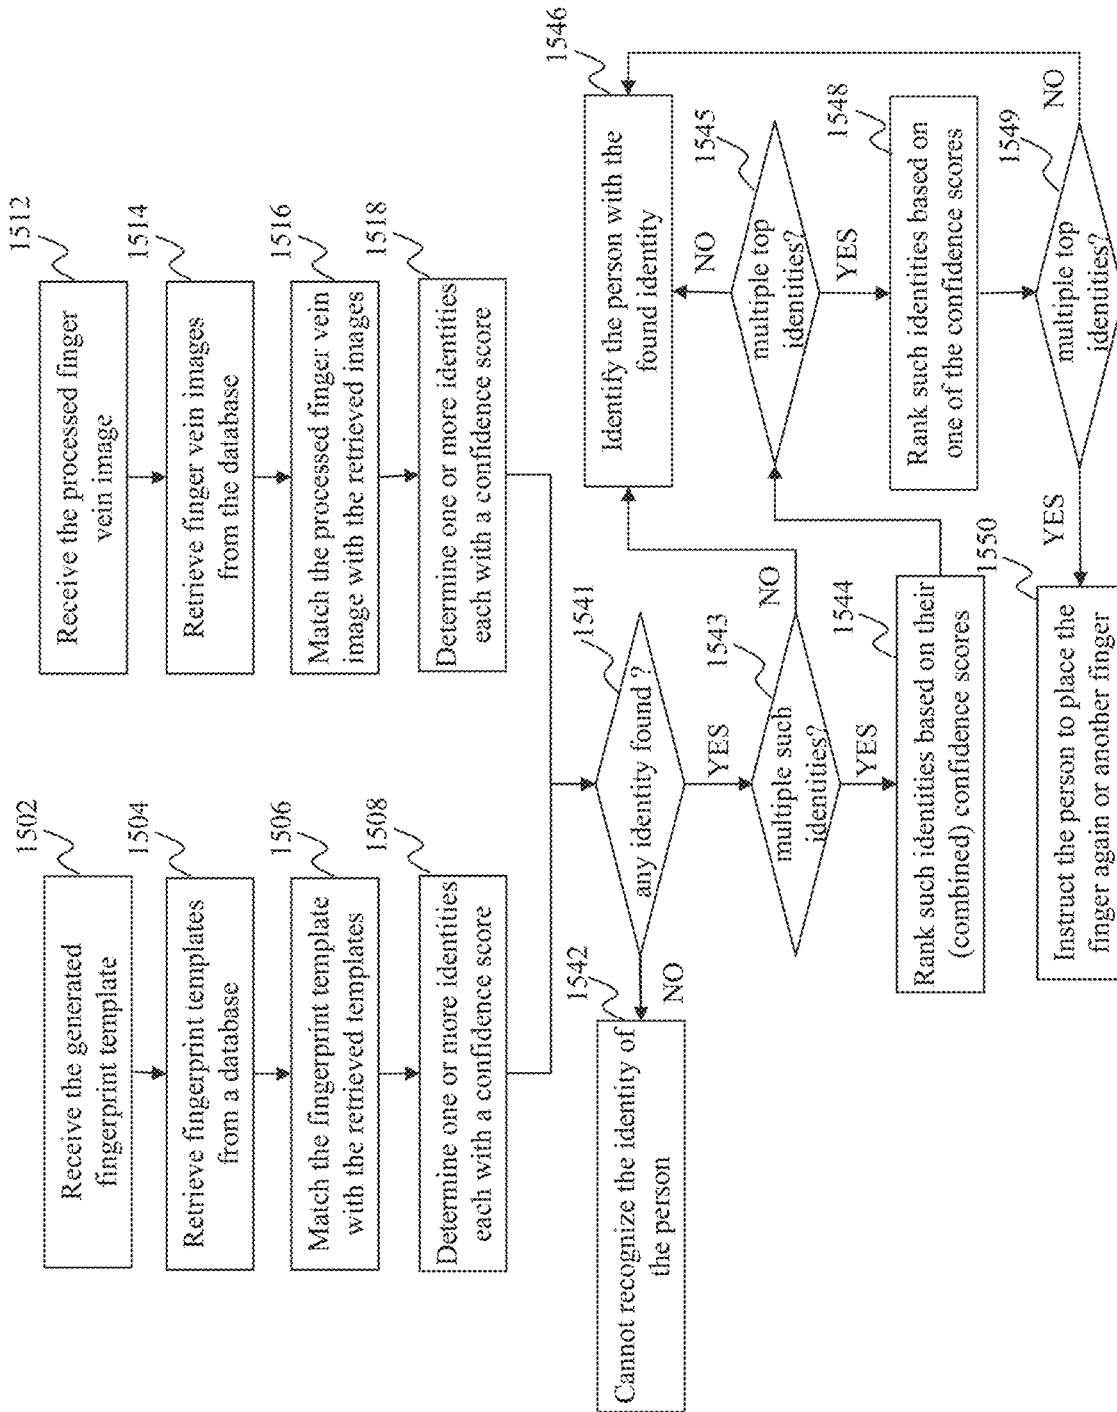 1502
Receive the generated
fingerprint template
1504
Retrieve fingerprint templates
from a database
1506
Match the fingerprint template
with the retrieved templates
1508
Determine one or more identities
each with a confidence score
1512
Receive the processed finger
vein image
1514
Retrieve finger vein images
from the database
1516
Match the processed finger vein
image with the retrieved images
1518
Determine one or more identities
each with a confidence score
1541
any identity found ?
NO
YES
1542
Cannot recognize the identity of
the person
1543
multiple such
identities?
NO
YES
1544
Rank such identities based on their
(combined) confidence scores
1546
Identify the person with the
found identity
1545
multiple top
identities?
NO
YES
1548
Rank such identities based on
one of the confidence scores
1549
multiple top
identities?
NO
YES
1550
Instruct the person to place the
finger again or another finger